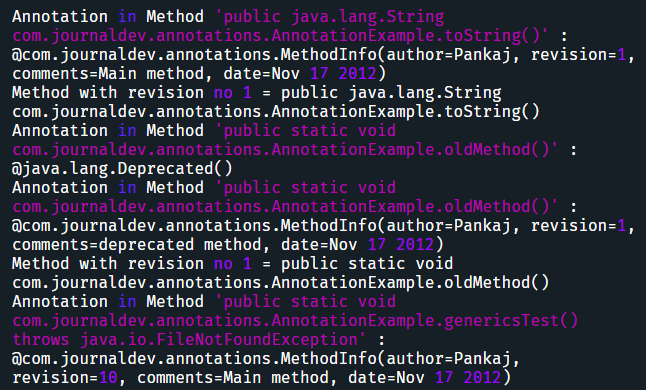 Annotation in Method 'public java.lang.String
com.journaldev.annotations.AnnotationExample.toString()' :
@com.journaldev.annotations.MethodInfo(author=Pankaj, revision=1,
comments=Main method, date=Nov 17 2012)
Method with revision no 1 = public java.lang.String
com.journaldev.annotations.AnnotationExample.toString()
Annotation in Method 'public static void
com.journaldev.annotations.AnnotationExample.oldMethod()' :
@java.lang.Deprecated()
Annotation in Method 'public static void
com.journaldev.annotations.AnnotationExample.oldMethod()' :
@com.journaldev.annotations.MethodInfo(author=Pankaj, revision=1,
comments=deprecated method, date=Nov 17 2012)
Method with revision no 1 = public static void
com.journaldev.annotations.AnnotationExample.oldMethod()
Annotation in Method 'public static void
com.journaldev.annotations.AnnotationExample.genericsTest()
throws java.io.FileNotFoundException' :
@com.journaldev.annotations.MethodInfo(author=Pankaj,
revision=10, comments=Main method, date=Nov 17 2012)